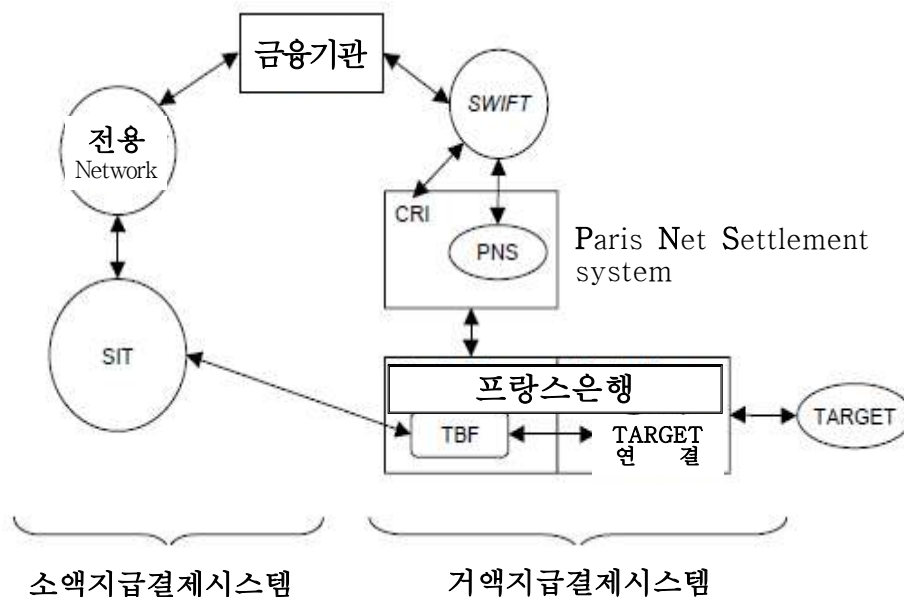 금융기관
SWIFT
전용
Network
CRI
PNS
Paris Net Settlement
system
SIT
프랑스은행
TBF
TARGET
연 결
TARGET
소액지급결제시스템
거액지급결제시스템